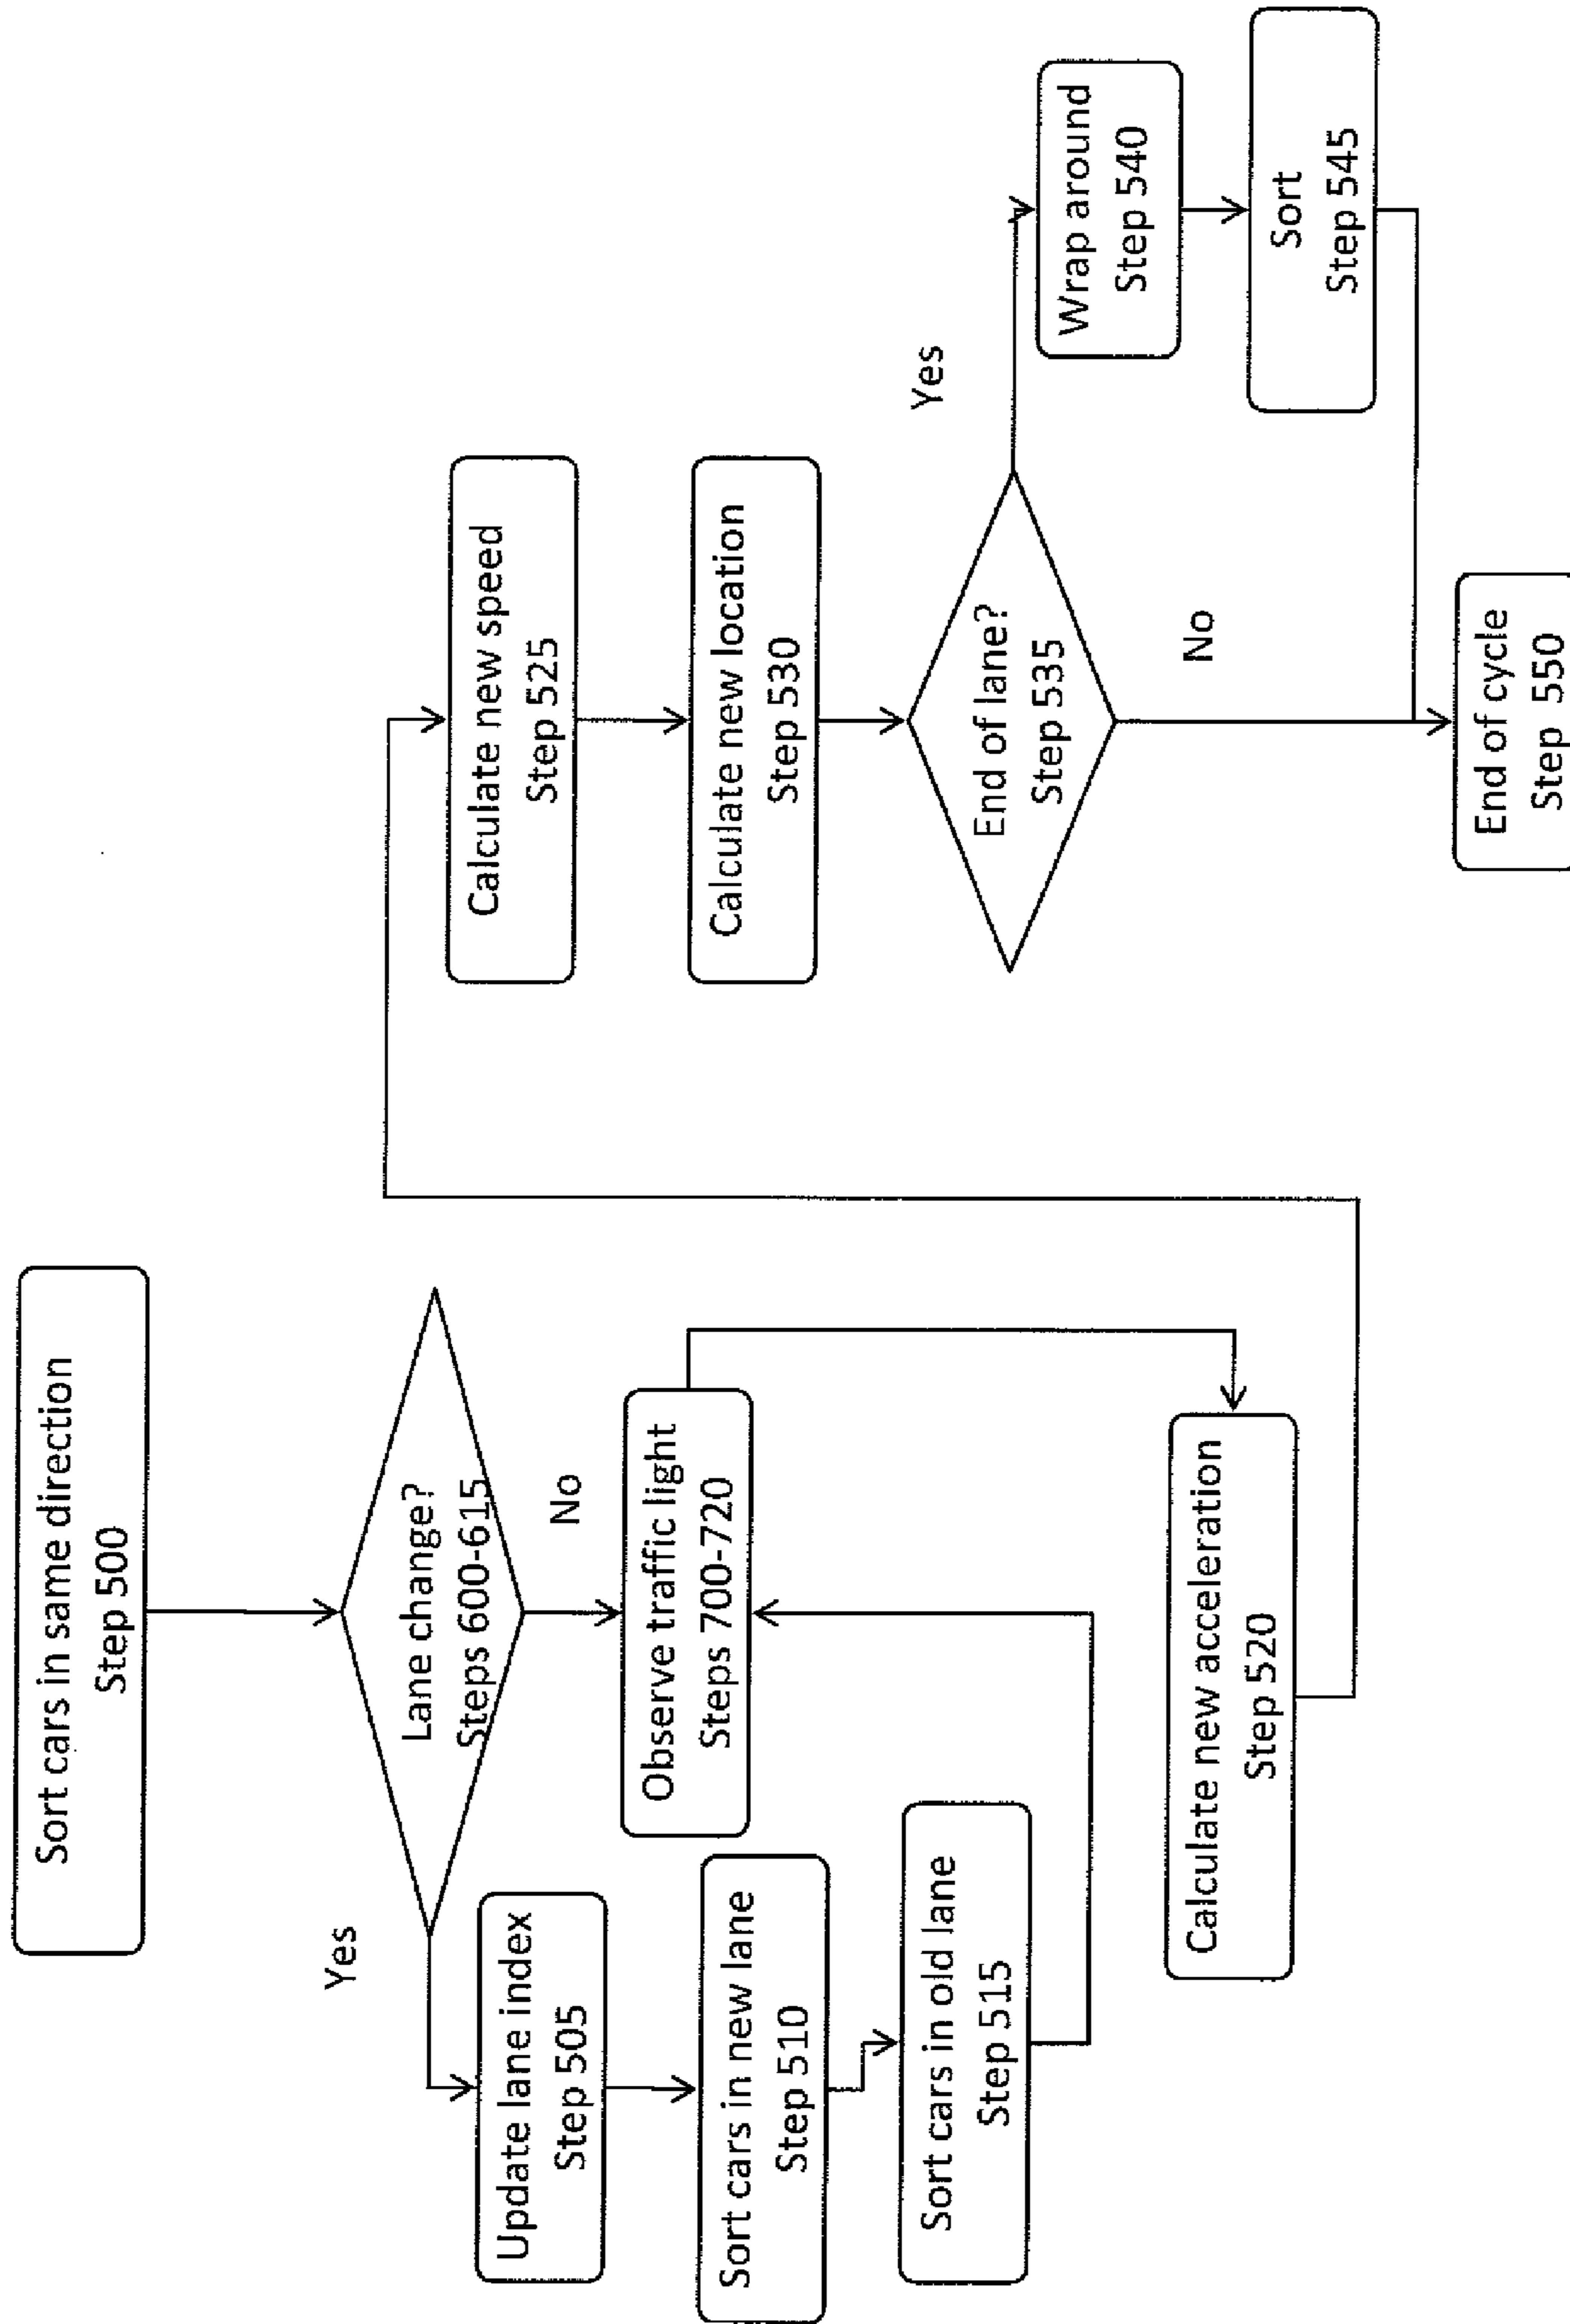 Sort cars in same direction
Step 500
Lane change?
Steps 600-615
Yes
No
Update lane index
Step 505
Sort cars in new lane
Step 510
Sort cars in old lane
Step 515
Observe traffic light
Steps 700-720
Calculate new acceleration
Step 520
Calculate new speed
Step 525
Calculate new location
Step 530
End of lane?
Step 535
Yes
No
Wrap around
Step 540
Sort
Step 545
End of cycle
Step 550